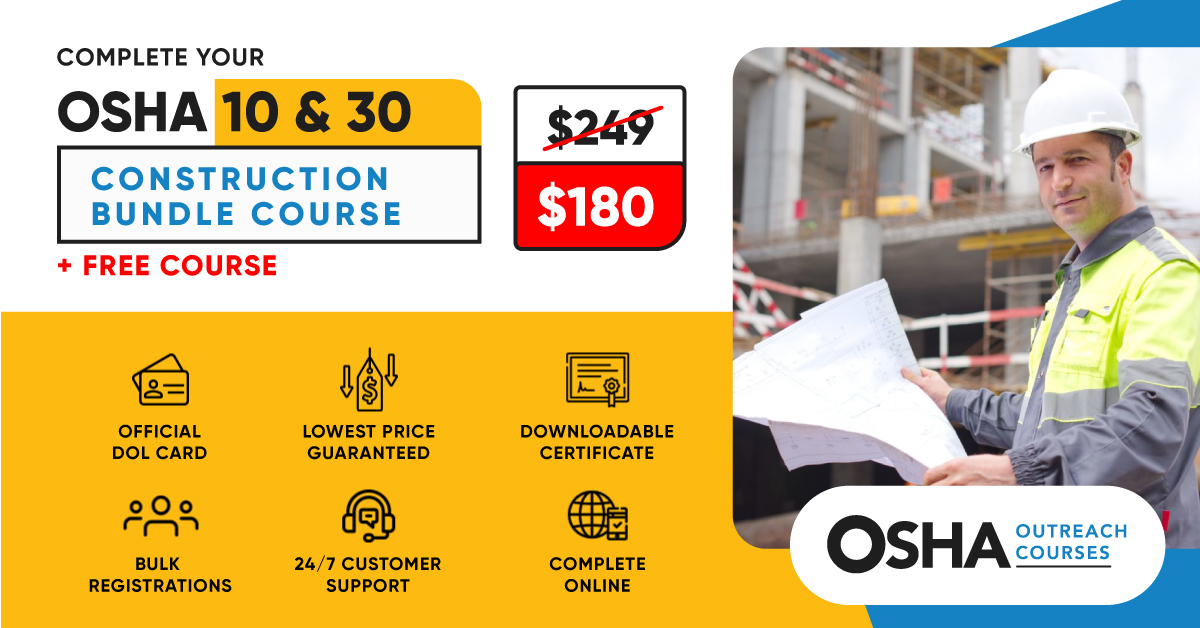 COMPLETE YOUR
OSHA 10 & 30
CONSTRUCTION
BUNDLE COURSE
+ FREE COURSE
$249
$180
OFFICIAL
DOL CARD
LOWEST PRICE
GUARANTEED
DOWNLOADABLE
CERTIFICATE
BULK
REGISTRATIONS
24/7 CUSTOMER
SUPPORT
COMPLETE
ONLINE
OSHA OUTREACH
COURSES